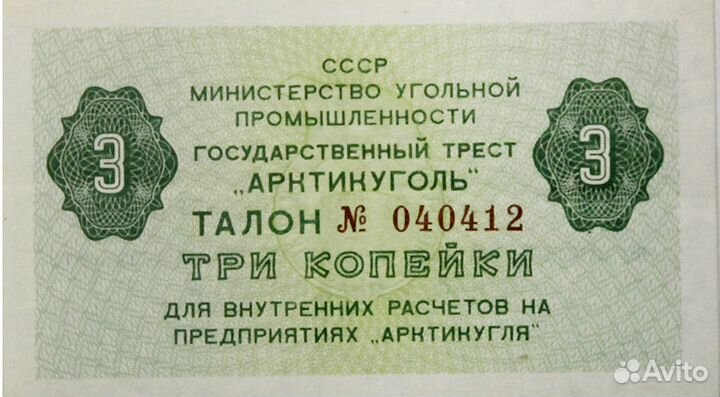 СССР
МИНИСТЕРСТВО УГОЛЬНОЙ
ПРОМЫШЛЕННОСТИ
ГОСУДАРСТВЕННЫЙ ТРЕСТ
„АРКТИКУГОЛЬ"
3
3
ТАЛОН № 040412
ТРИ КОПЕЙКИ
ДЛЯ ВНУТРЕННИХ РАСЧЕТОВ НА
ПРЕДПРИЯТИЯХ „АРКТИКУГЛЯ"
Avito